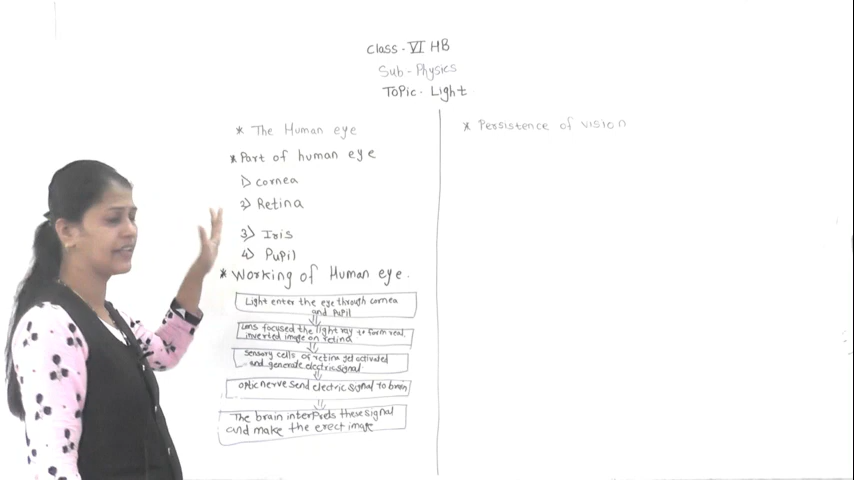 Class - VI HB
Sub - Physics
Topic - Light
* The Human eye
* Part of human eye
1) cornea
2) Retina
3) Iris
4) Pupil
* Working of Human eye.
Light enter the eye through cornea
and pupil
Lens focused the light ray to form real
inverted image on retina
Sensory cells of retina get activated
and generate electric signal.
Optic nerve send electric signal to brain
The brain interprets these signal
and make the erect image
* Persistence of vision